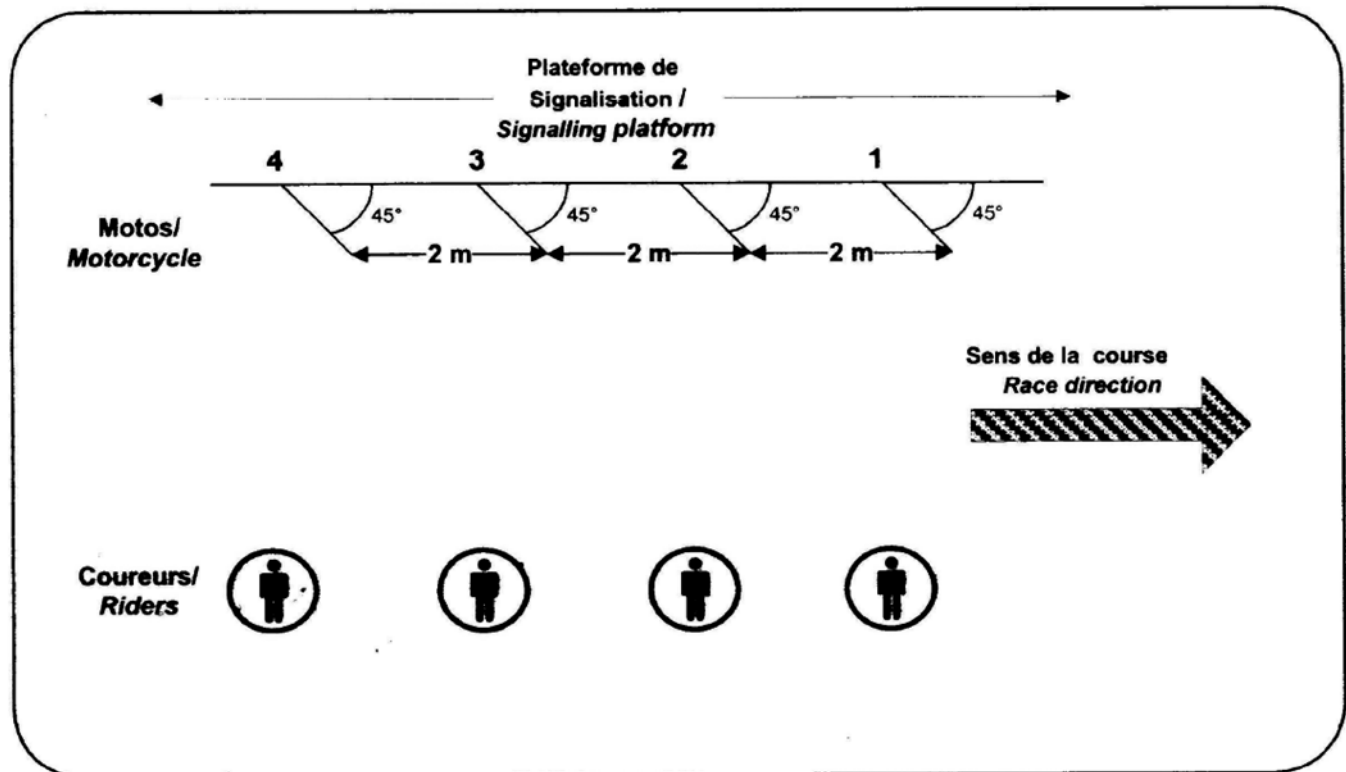 Plateforme de
Signalisation /
Signalling platform
4 3 2 1
45° 45° 45° 45°
Motos/
Motorcycle
2 m 2 m 2 m
Sens de la course
Race direction
Coureurs/
Riders